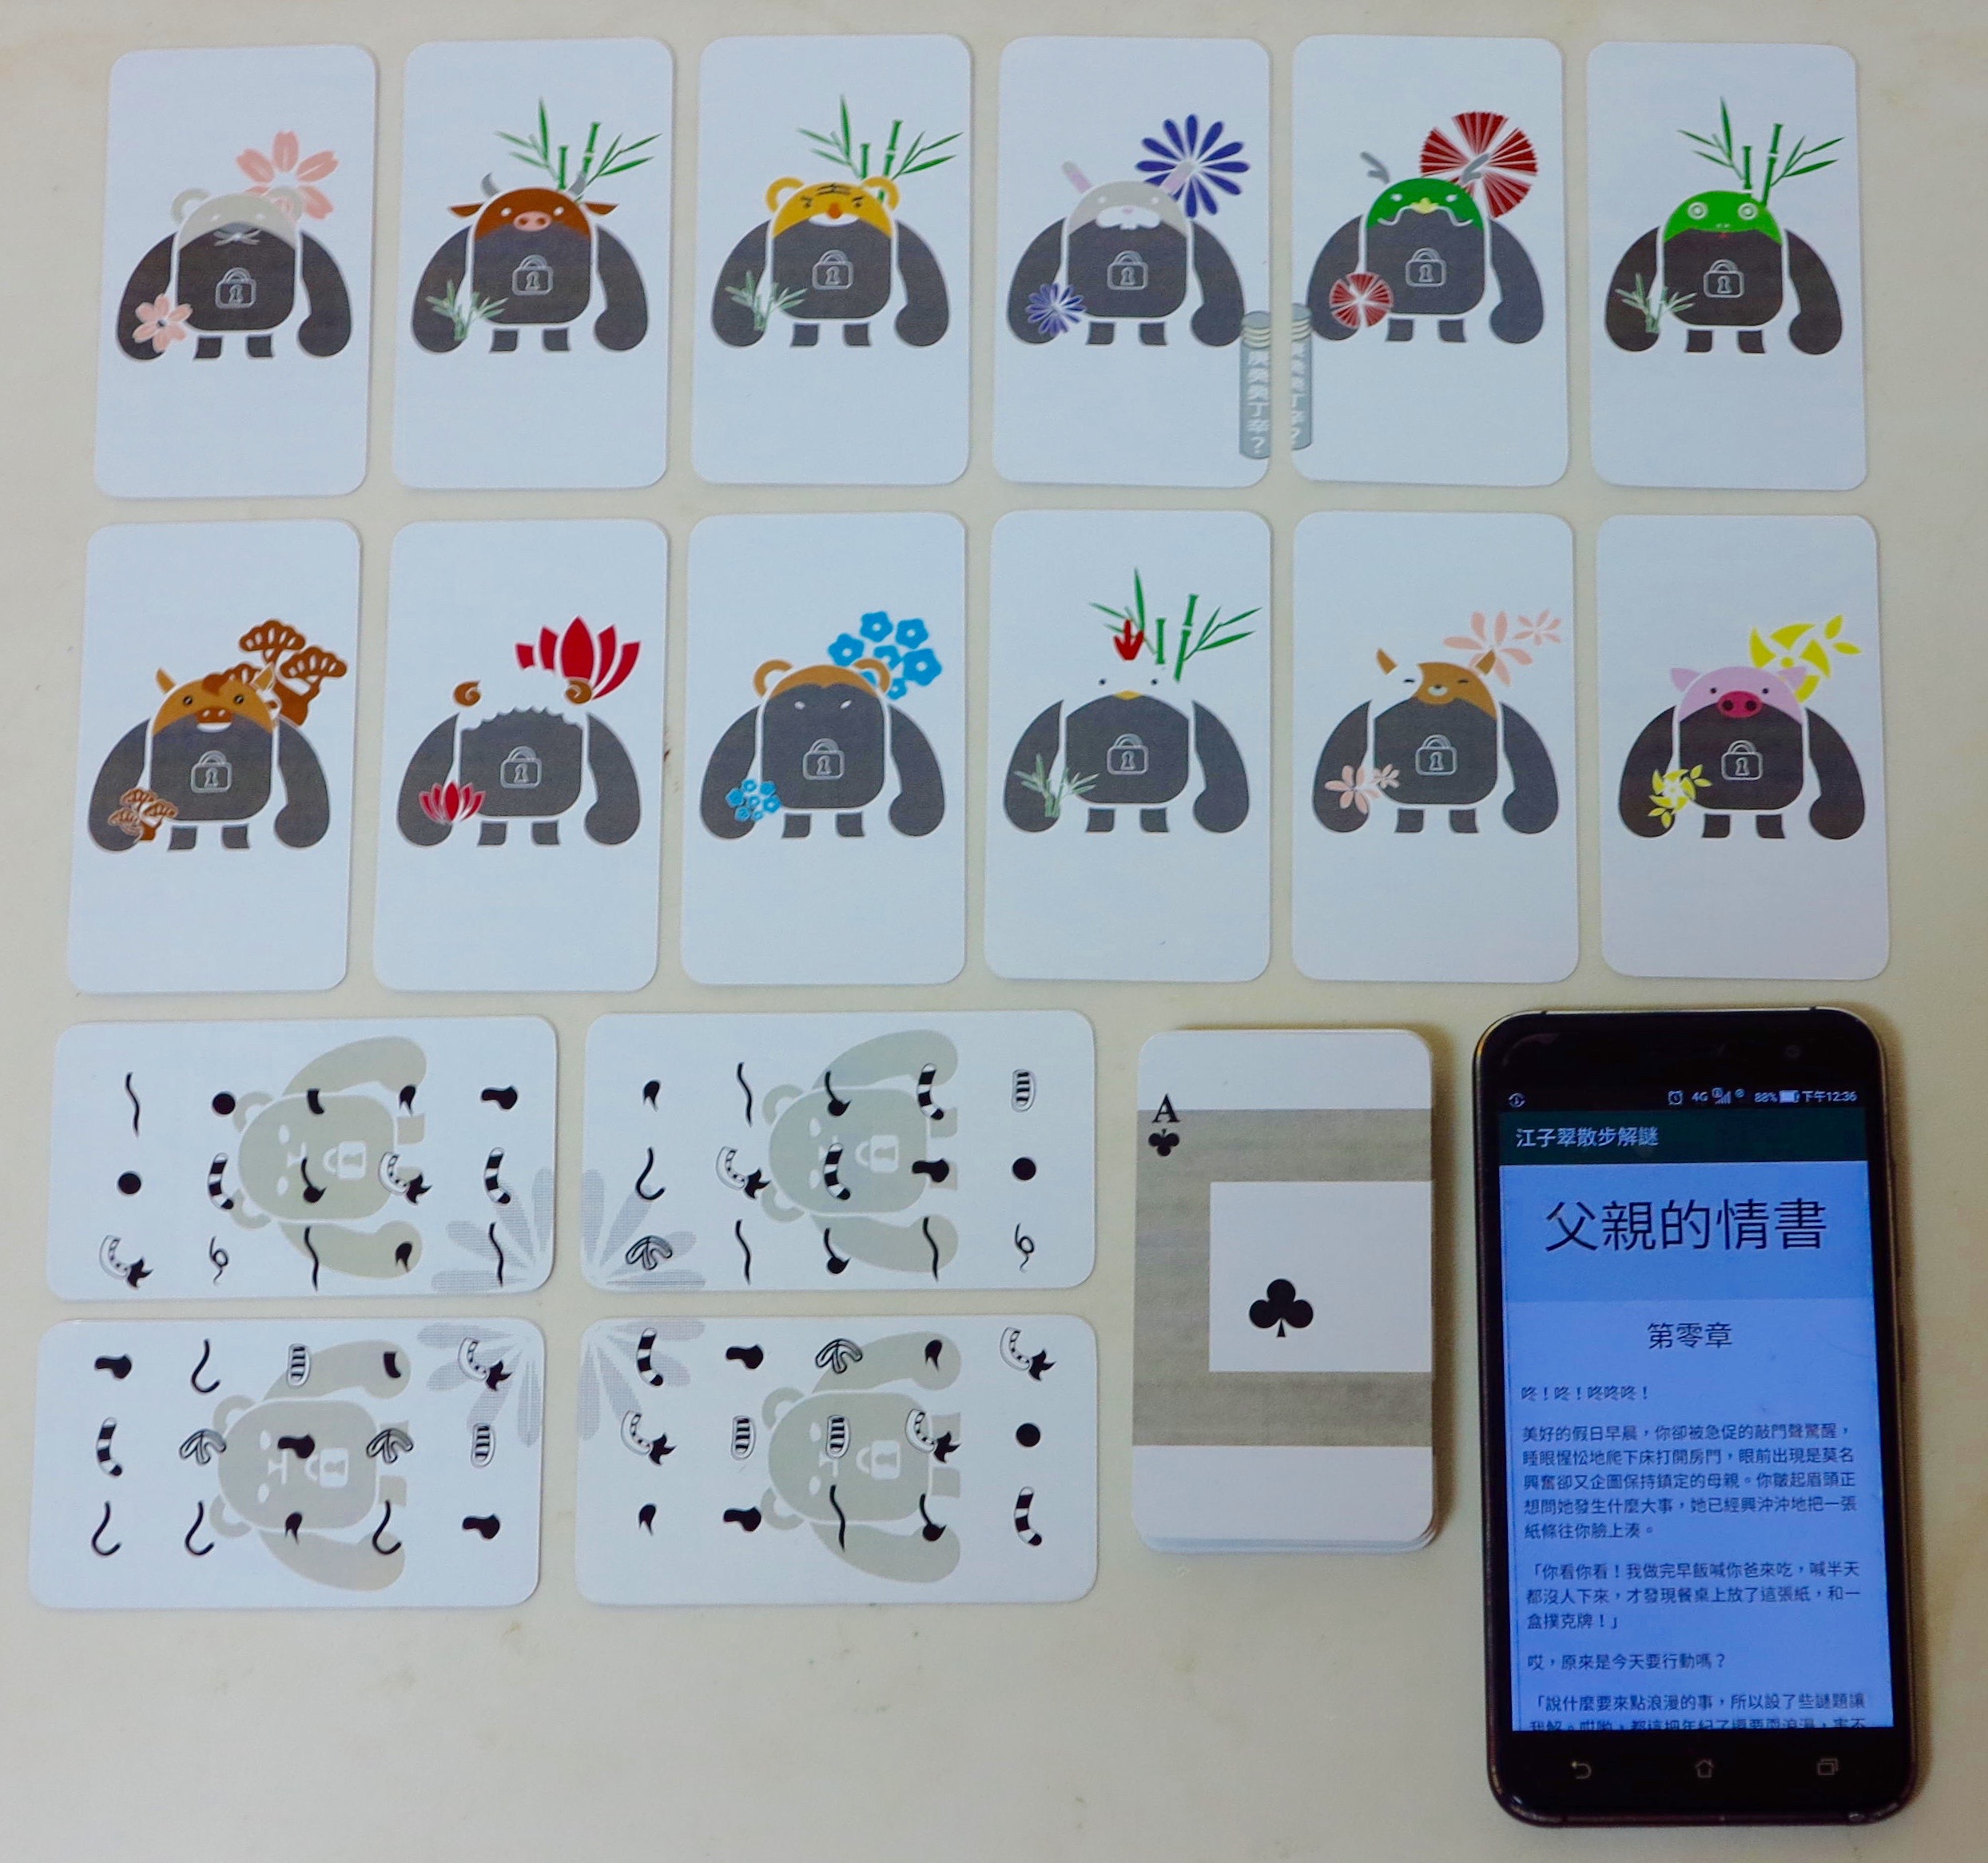 庚
癸
癸
丁
辛
?
A
4G
88%
下午12:36
江子翠散步解謎
父親的情書
第零章
咚！咚！咚咚咚！
美好的假日早晨，你卻被急促的敲門聲驚醒，
睡眼惺忪地爬下床打開房門，眼前出現是莫名
興奮卻又企圖保持鎮定的母親。你皺起眉頭正
想問她發生什麼大事，她已經興沖沖地把一張
紙條往你臉上湊。
「你看你看！我做完早飯喊你爸來吃，喊半天
都沒人下來，才發現餐桌上放了這張紙，和一
盒撲克牌！」
哎，原來是今天要行動嗎？
「說什麼要來點浪漫的事，所以設了些謎題讓